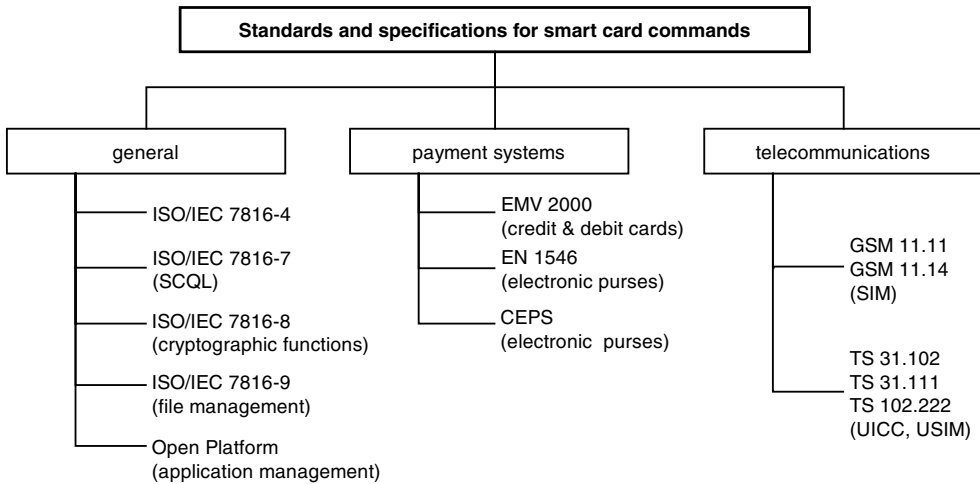 Standards and specifications for smart card commands
general
ISO/IEC 7816-4
ISO/IEC 7816-7
(SCQL)
ISO/IEC 7816-8
(cryptographic functions)
ISO/IEC 7816-9
(file management)
Open Platform
(application management)
payment systems
EMV 2000
(credit & debit cards)
EN 1546
(electronic purses)
CEPS
(electronic purses)
telecommunications
GSM 11.11
GSM 11.14
(SIM)
TS 31.102
TS 31.111
TS 102.222
(UICC, USIM)